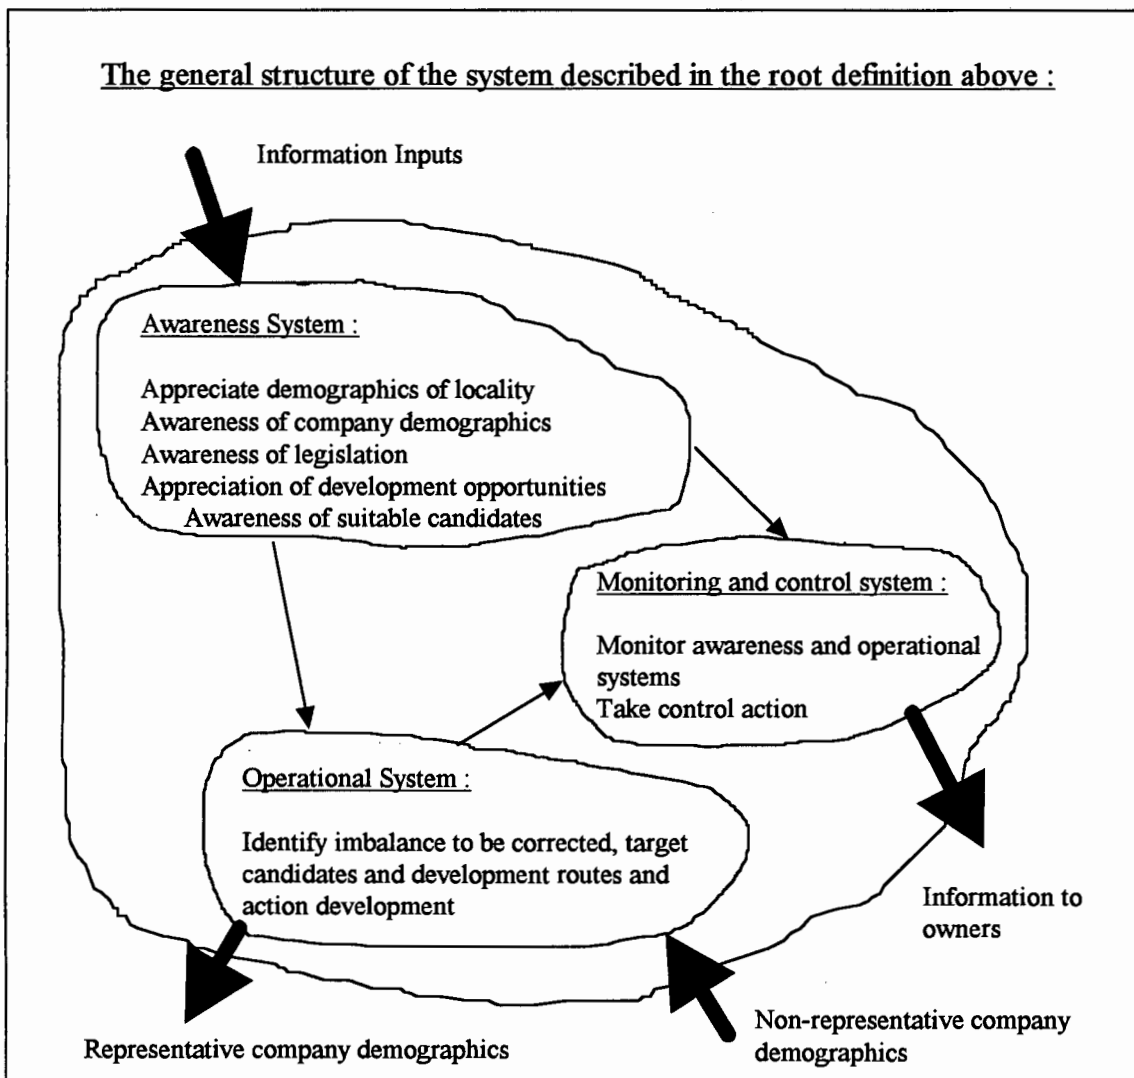 The general structure of the system described in the root definition above :
Information Inputs
Awareness System :
Appreciate demographics of locality
Awareness of company demographics
Awareness of legislation
Appreciation of development opportunities
Awareness of suitable candidates
Monitoring and control system :
Monitor awareness and operational
systems
Take control action
Operational System :
Identify imbalance to be corrected, target
candidates and development routes and
action development
Information to
owners
Non-representative company
demographics
Representative company demographics